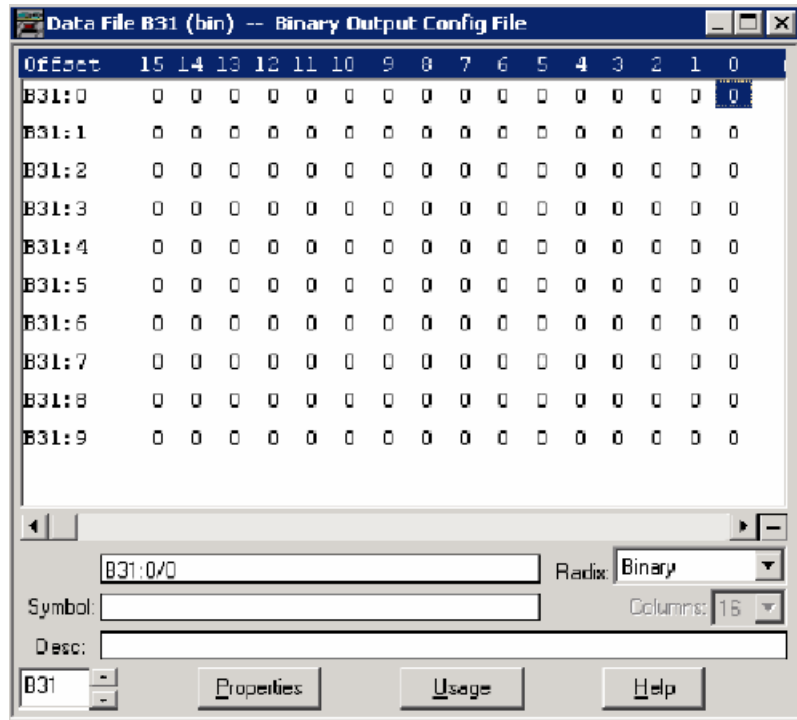 Data File B31 (bin) -- Binary Output Config File
Offset 15 14 13 12 11 10 9 8 7 6 5 4 3 2 1 0
B31:0 0 0 0 0 0 0 0 0 0 0 0 0 0 0 0 0
B31:1 0 0 0 0 0 0 0 0 0 0 0 0 0 0 0 0
B31:2 0 0 0 0 0 0 0 0 0 0 0 0 0 0 0 0
B31:3 0 0 0 0 0 0 0 0 0 0 0 0 0 0 0 0
B31:4 0 0 0 0 0 0 0 0 0 0 0 0 0 0 0 0
B31:5 0 0 0 0 0 0 0 0 0 0 0 0 0 0 0 0
B31:6 0 0 0 0 0 0 0 0 0 0 0 0 0 0 0 0
B31:7 0 0 0 0 0 0 0 0 0 0 0 0 0 0 0 0
B31:8 0 0 0 0 0 0 0 0 0 0 0 0 0 0 0 0
B31:9 0 0 0 0 0 0 0 0 0 0 0 0 0 0 0 0
B31:0/0 Radix: Binary
Symbol: Columns: 16
Desc:
B31 Properties Usage Help